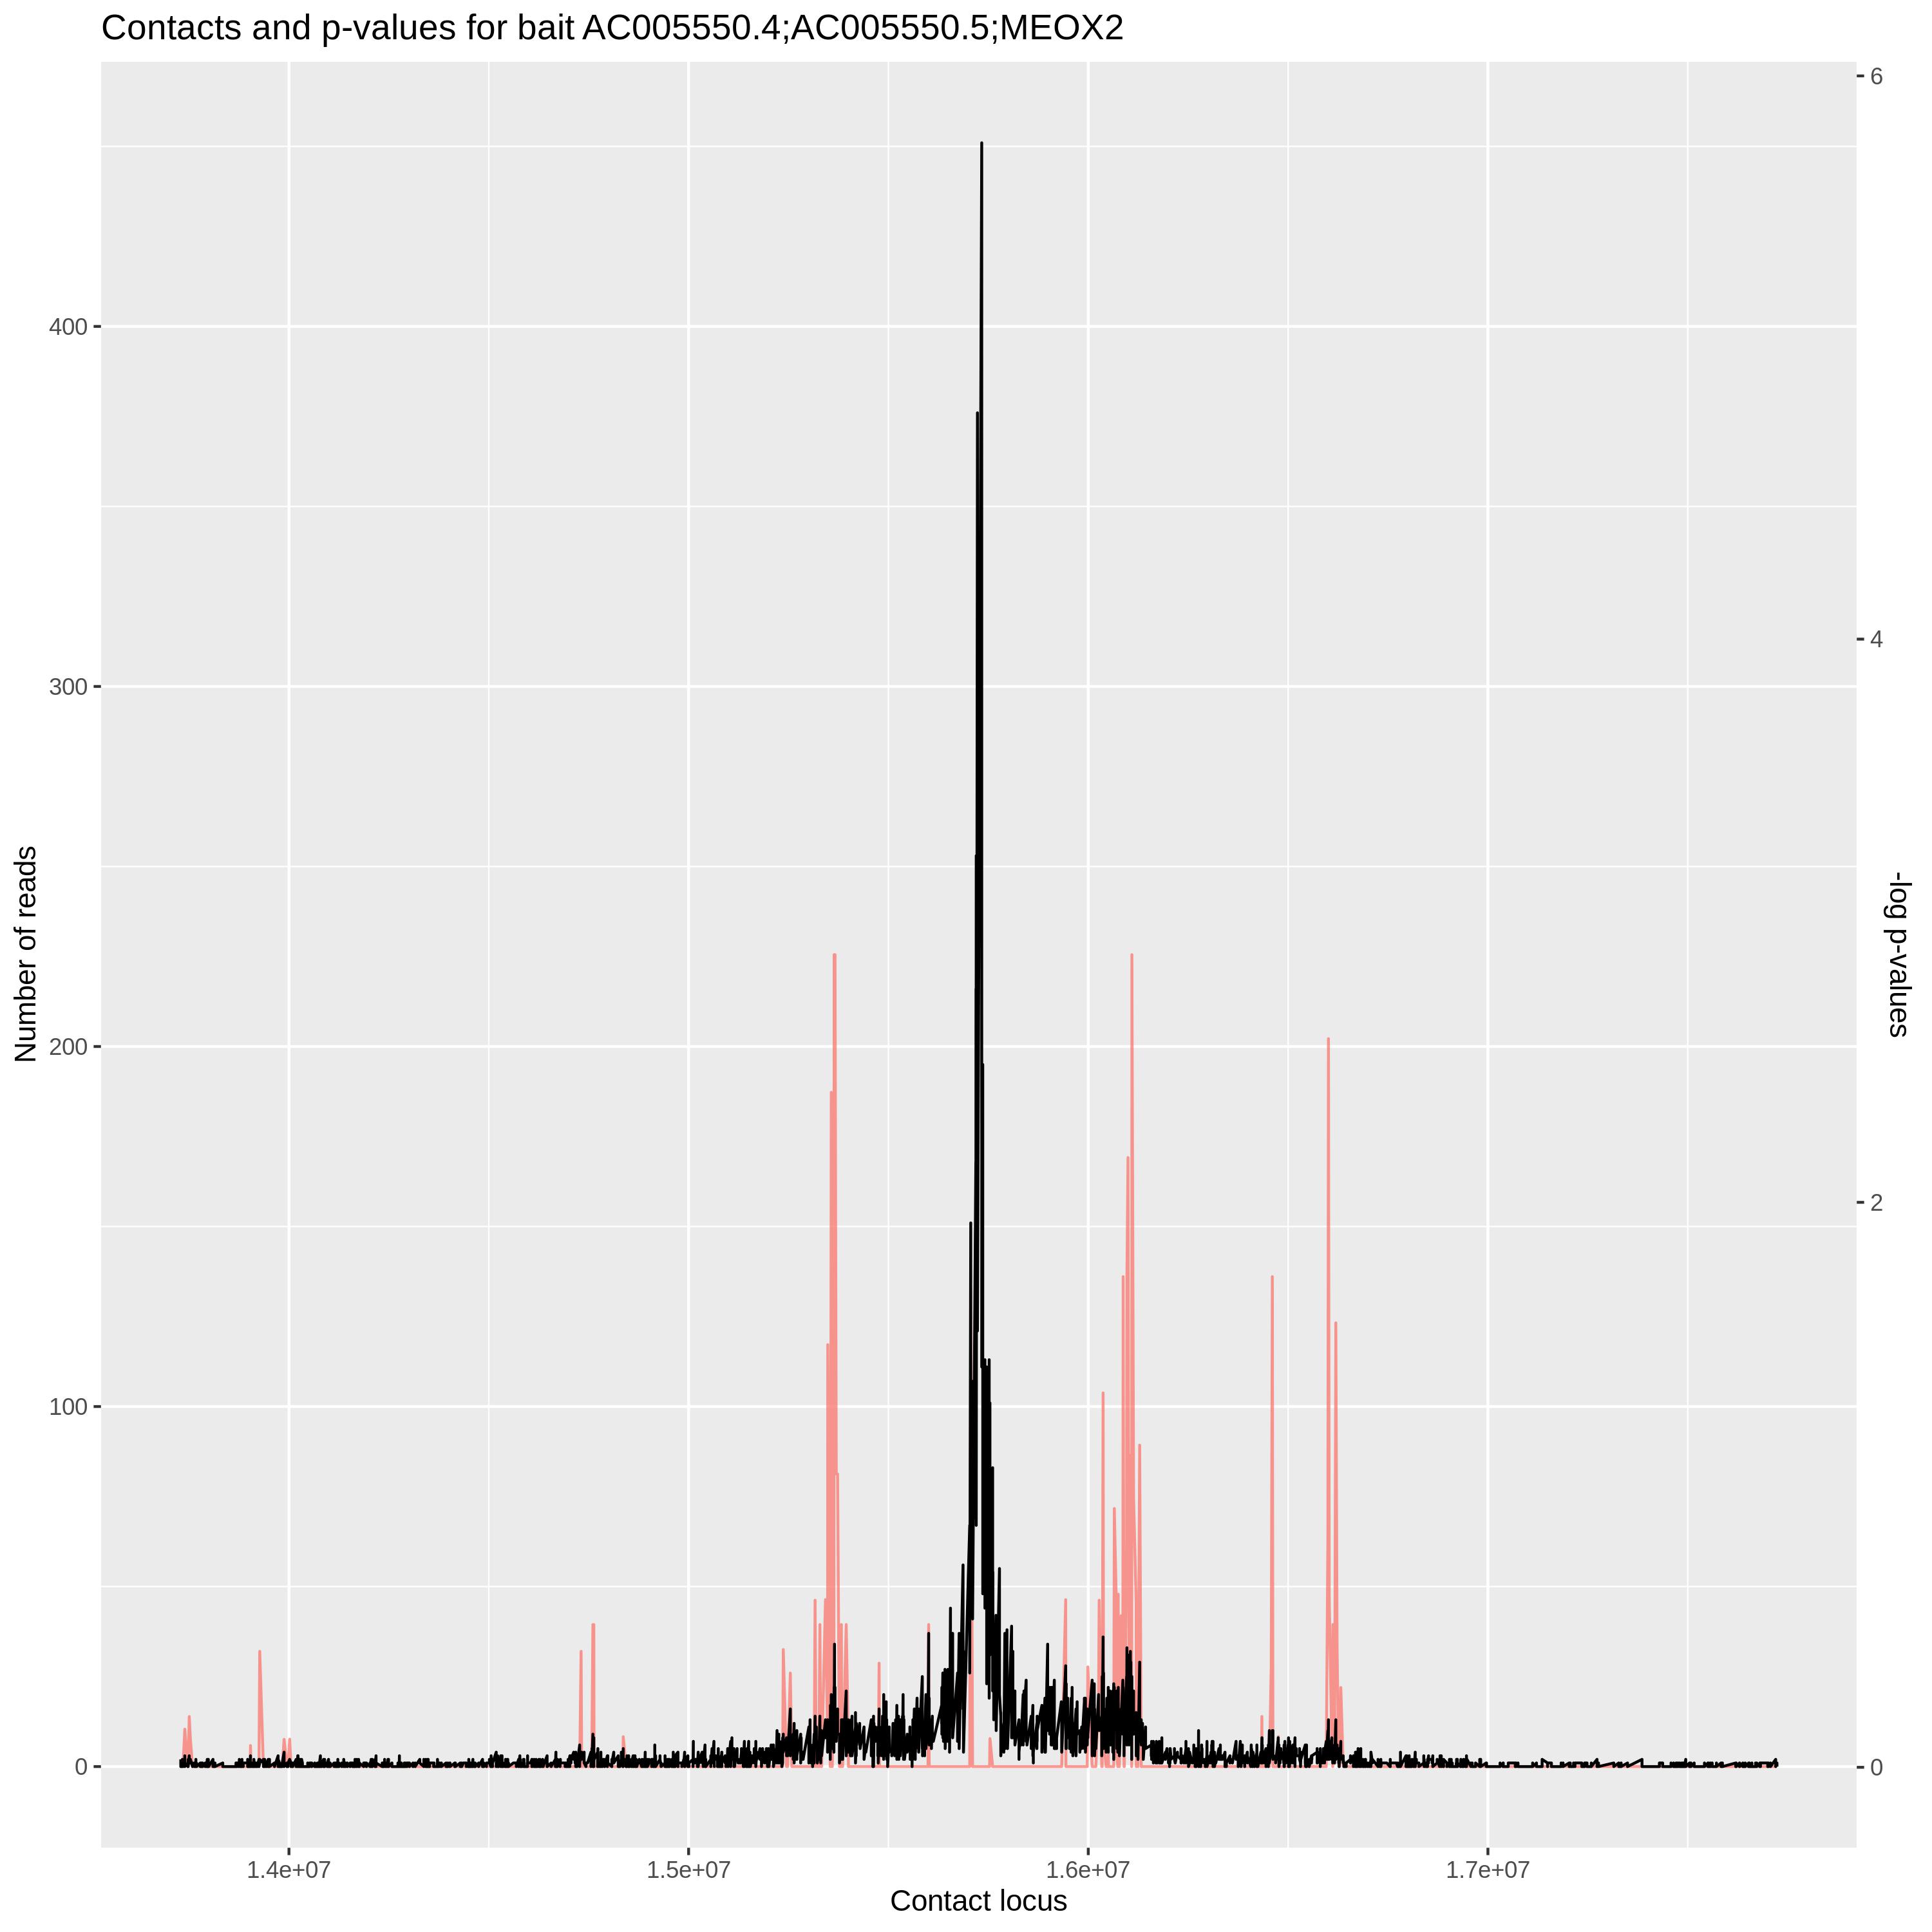 Contacts and p-values for bait AC005550.4;AC005550.5;MEOX2
6
400
4
300
Number of reads
-log p-values
200
2
100
0
0
1.4e+07
1.5e+07
1.6e+07
1.7e+07
Contact locus